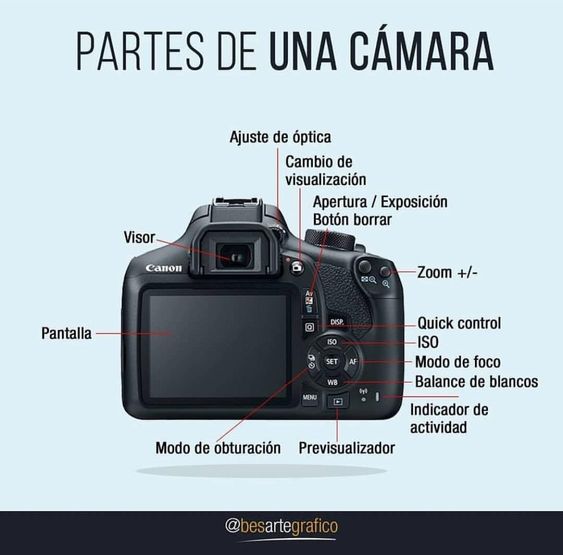 PARTES DE UNA CÁMARA
Ajuste de óptica
Cambio de
visualización
Apertura / Exposición
Botón borrar
Visor
Canon
Zoom +/-
Av
DISP.
Quick control
Pantalla
ISO
ISO
SET
AF
Modo de foco
WB
Balance de blancos
MENU
Indicador de
actividad
Modo de obturación
Previsualizador
@besartegrafico